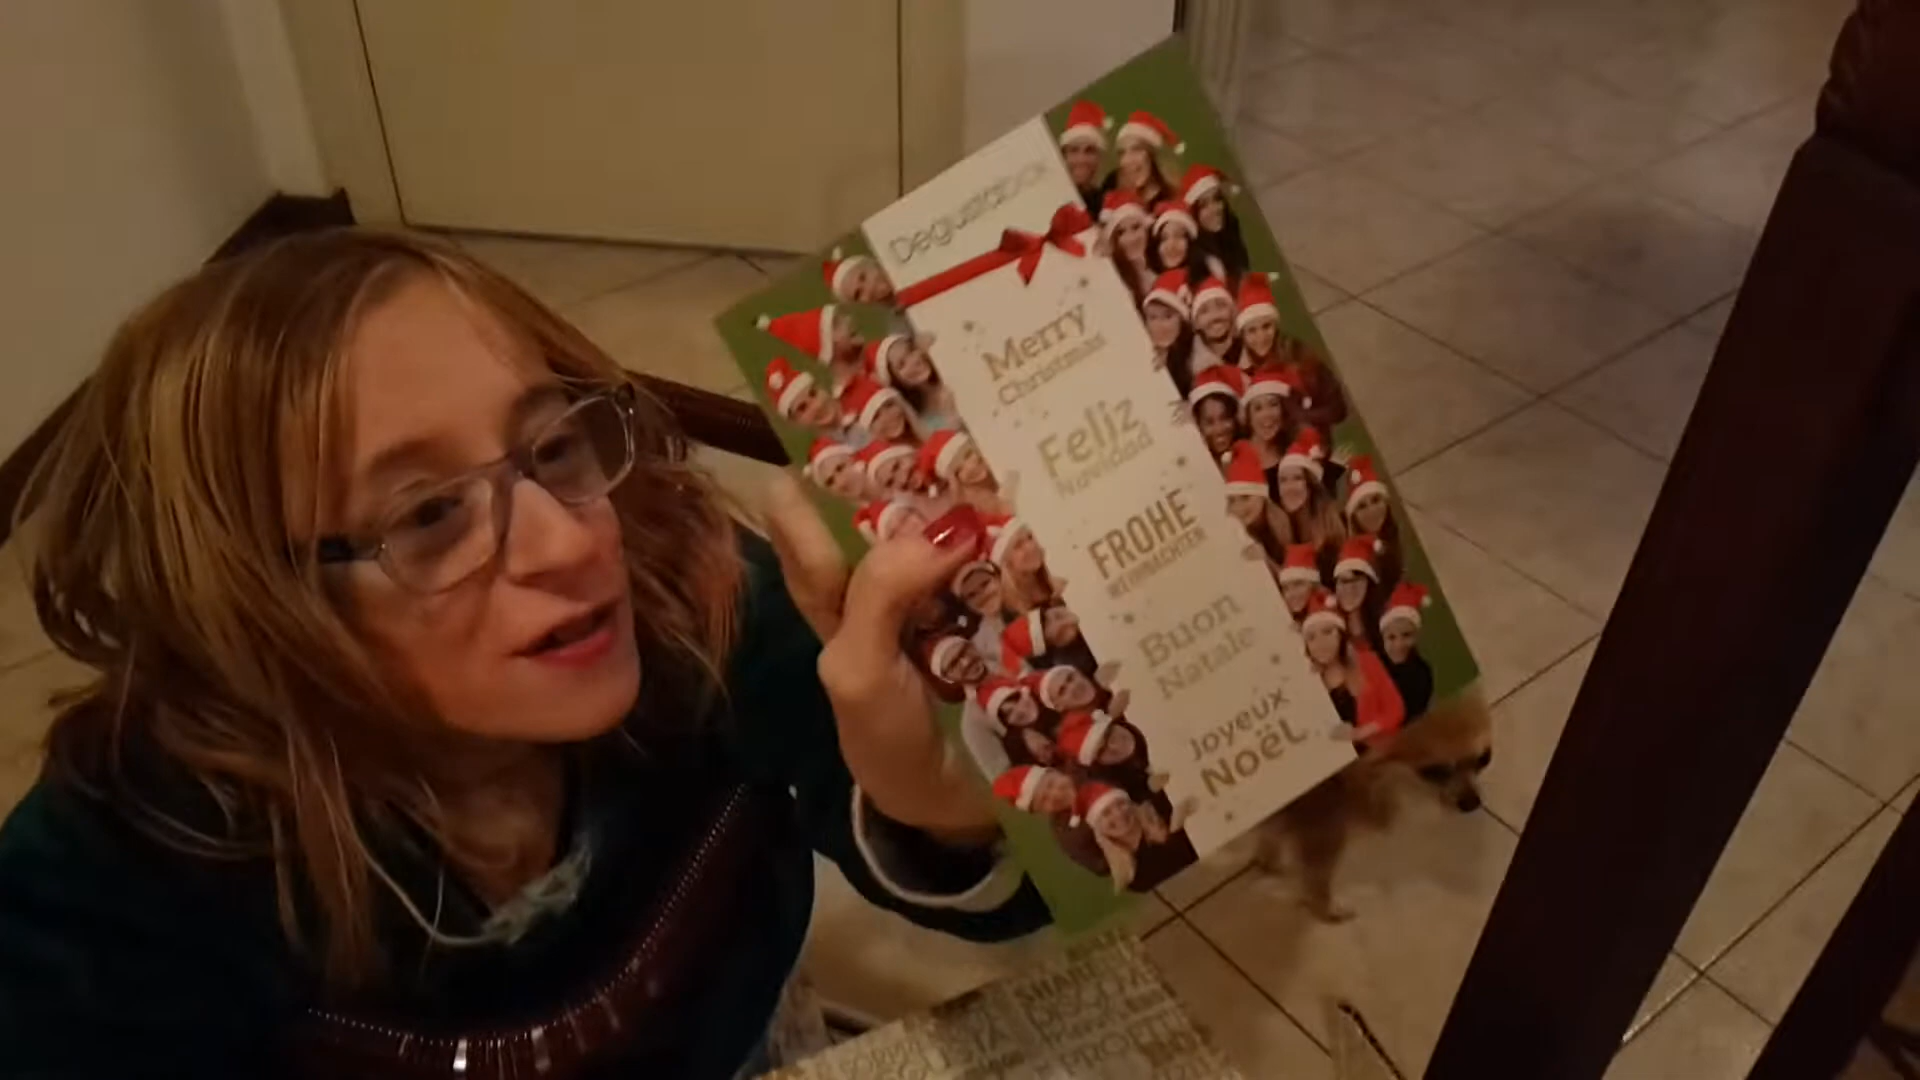 Degustabox
Merry
Christmas
Feliz
Navidad
FROHE
WEIHNACHTEN
Buon
Natale
Joyeux
Noël